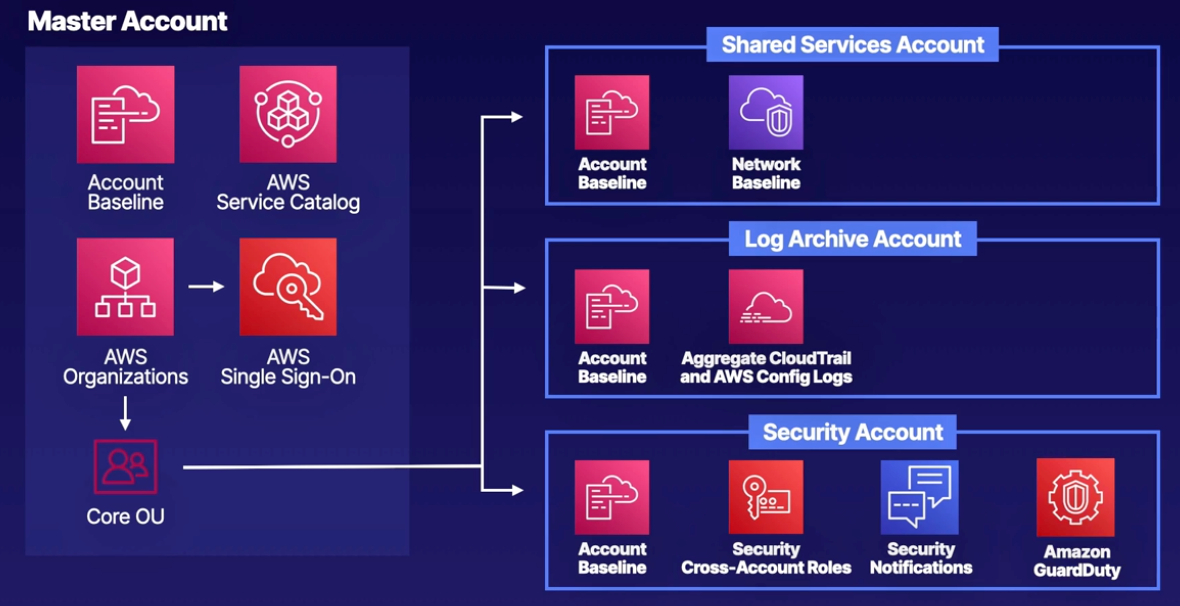 Master Account
Account
Baseline
AWS
Service Catalog
AWS
Organizations
AWS
Single Sign-On
Core OU
Shared Services Account
Account
Baseline
Network
Baseline
Log Archive Account
Account
Baseline
Aggregate CloudTrail
and AWS Config Logs
Security Account
Account
Baseline
Security
Cross-Account Roles
Security
Notifications
Amazon
GuardDuty